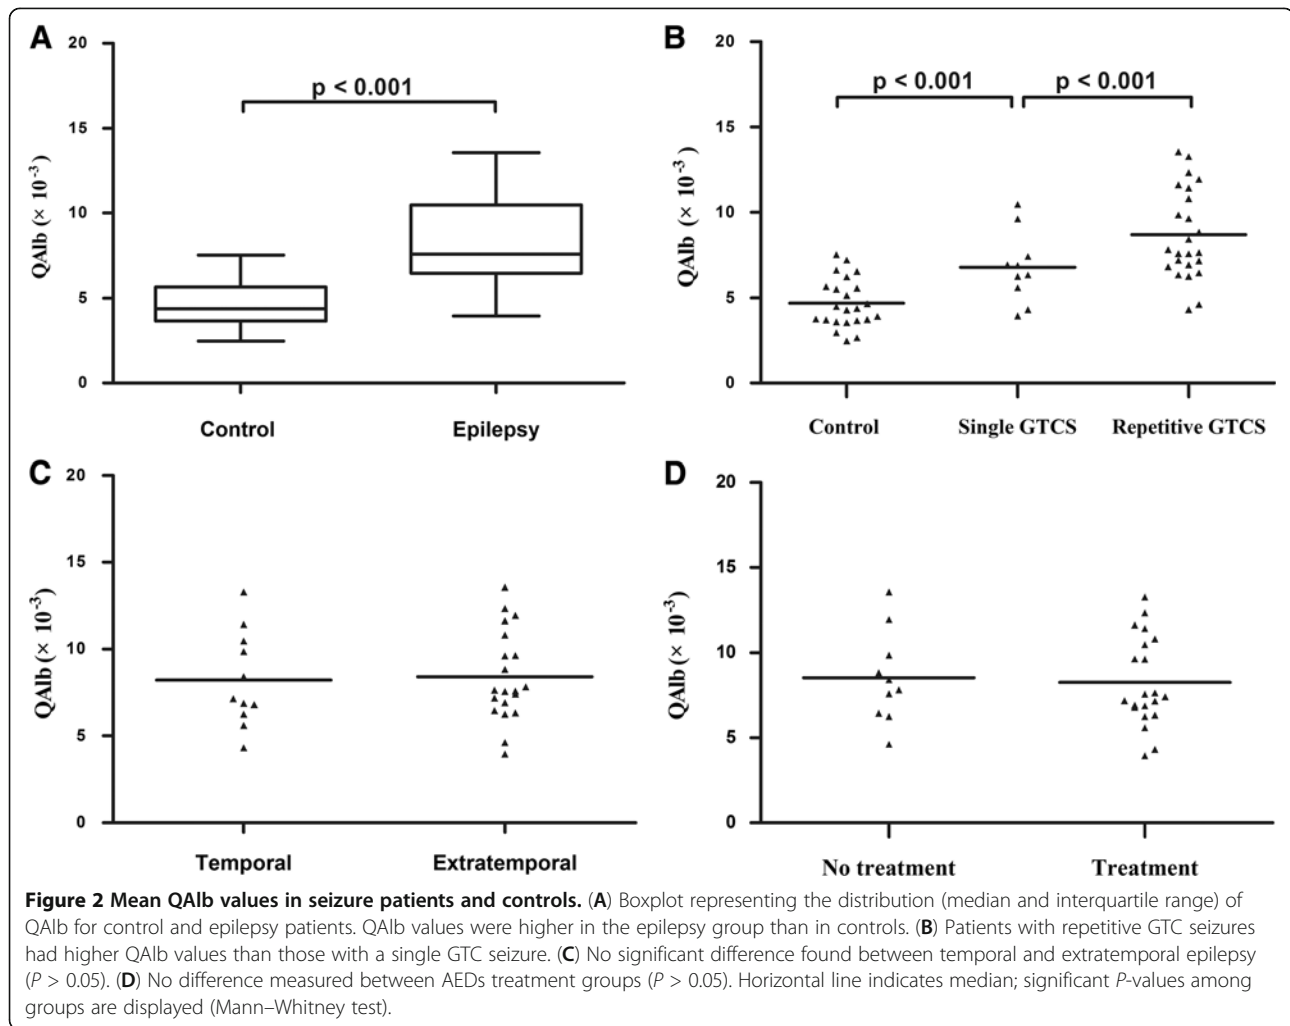 A
20
15
10
5
0
QAlb (× 10⁻³)
p < 0.001
Control
Epilepsy
B
20
15
10
5
0
QAlb (× 10⁻³)
p < 0.001
p < 0.001
Control
Single GTCS
Repetitive GTCS
C
20
15
10
5
0
QAlb (× 10⁻³)
Temporal
Extratemporal
D
20
15
10
5
0
QAlb (× 10⁻³)
No treatment
Treatment
Figure 2 Mean QAlb values in seizure patients and controls. (A) Boxplot representing the distribution (median and interquartile range) of
QAlb for control and epilepsy patients. QAlb values were higher in the epilepsy group than in controls. (B) Patients with repetitive GTC seizures
had higher QAlb values than those with a single GTC seizure. (C) No significant difference found between temporal and extratemporal epilepsy
(P > 0.05). (D) No difference measured between AEDs treatment groups (P > 0.05). Horizontal line indicates median; significant P-values among
groups are displayed (Mann–Whitney test).